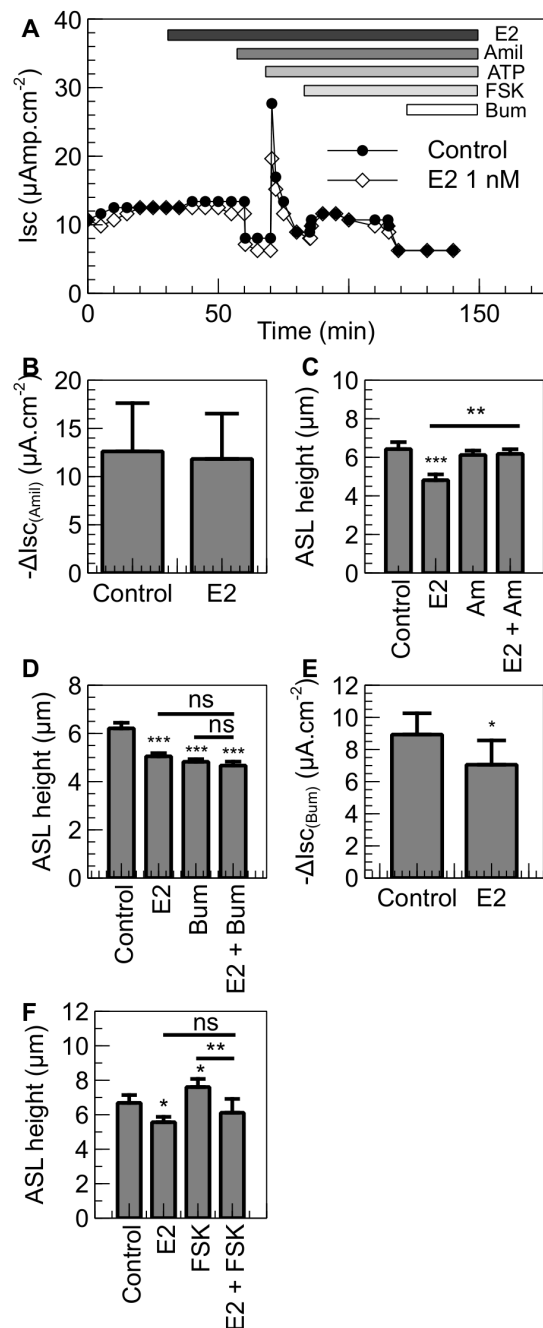 A
Isc (µAmp.cm-2)
40
30
20
10
0
E2
Amil
ATP
FSK
Bum
Control
E2 1 nM
0 50 100 150
Time (min)
B
-ΔIsc(Amil) (µA.cm-2)
20
15
10
5
0
Control E2
C
ASL height (µm)
10
8
6
4
2
0
**
***
Control E2 Am E2 + Am
D
ASL height (µm)
8
6
4
2
0
ns
ns
*** *** ***
Control E2 Bum E2 + Bum
E
-ΔIsc(Bum) (µA.cm-2)
12
10
8
6
4
2
0
*
Control E2
F
ASL height (µm)
12
10
8
6
4
2
0
ns
**
* *
Control E2 FSK E2 + FSK